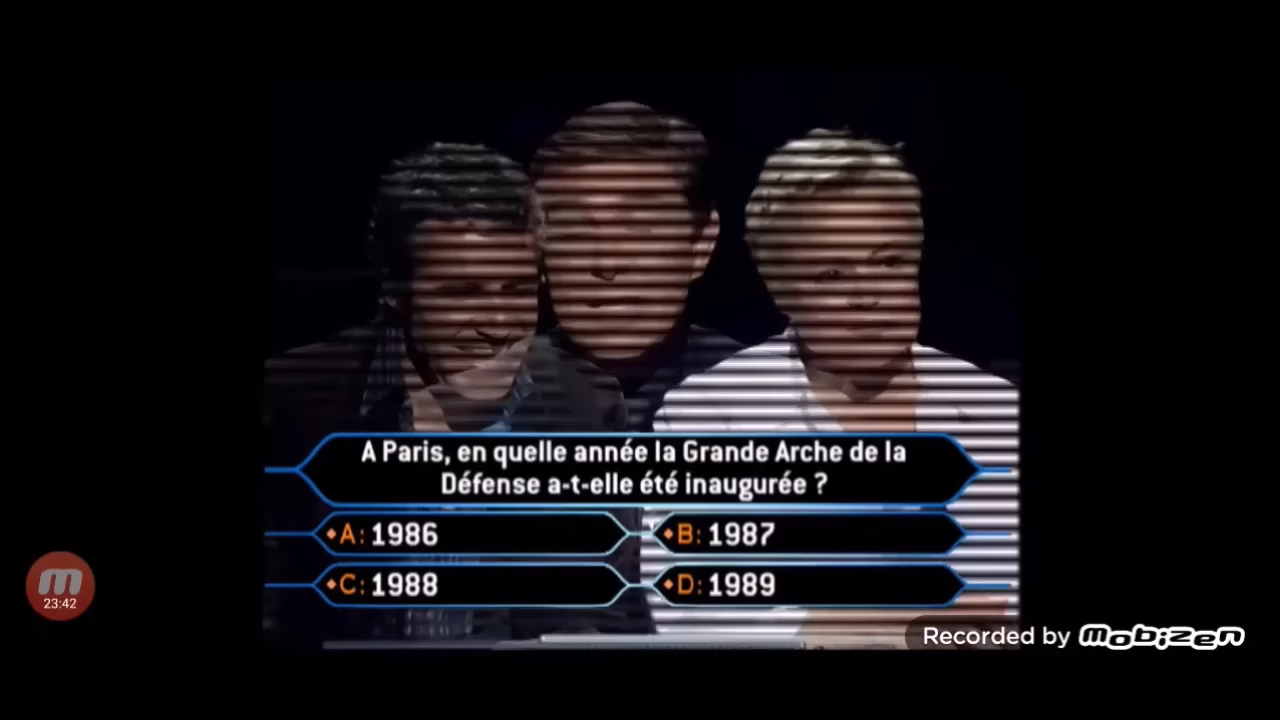 A Paris, en quelle année la Grande Arche de la
Défense a-t-elle été inaugurée ?
A: 1986
B: 1987
C: 1988
D: 1989
23:42
Recorded by mobizen